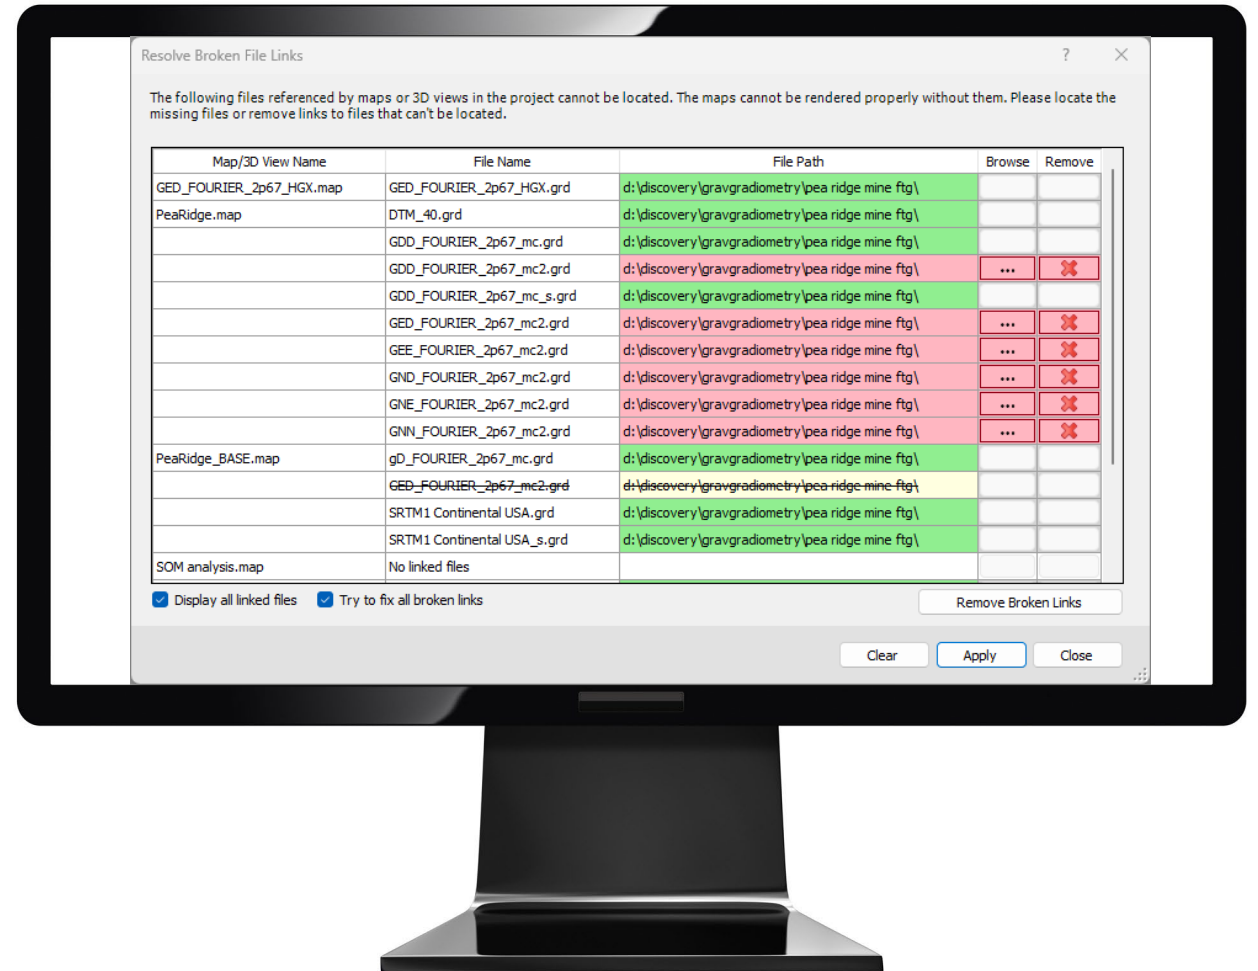 Resolve Broken File Links ?
The following files referenced by maps or 3D views in the project cannot be located. The maps cannot be rendered properly without them. Please locate the
missing files or remove links to files that can't be located.
Map/3D View Name File Name File Path Browse Remove
GED_FOURIER_2p67_HGX.map GED_FOURIER_2p67_HGX.grd d:\discovery\gravgradiometry\pea ridge mine ftg\
PeaRidge.map DTM_40.grd d:\discovery\gravgradiometry\pea ridge mine ftg\
GDD_FOURIER_2p67_mc.grd d:\discovery\gravgradiometry\pea ridge mine ftg\
GDD_FOURIER_2p67_mc2.grd d:\discovery\gravgradiometry\pea ridge mine ftg\ ...
GDD_FOURIER_2p67_mc_s.grd d:\discovery\gravgradiometry\pea ridge mine ftg\
GED_FOURIER_2p67_mc2.grd d:\discovery\gravgradiometry\pea ridge mine ftg\ ...
GEE_FOURIER_2p67_mc2.grd d:\discovery\gravgradiometry\pea ridge mine ftg\ ...
GND_FOURIER_2p67_mc2.grd d:\discovery\gravgradiometry\pea ridge mine ftg\ ...
GNE_FOURIER_2p67_mc2.grd d:\discovery\gravgradiometry\pea ridge mine ftg\ ...
GNN_FOURIER_2p67_mc2.grd d:\discovery\gravgradiometry\pea ridge mine ftg\ ...
PeaRidge_BASE.map gD_FOURIER_2p67_mc.grd d:\discovery\gravgradiometry\pea ridge mine ftg\
GED_FOURIER_2p67_mc2.grd d:\discovery\gravgradiometry\pea ridge mine ftg\
SRTM1 Continental USA.grd d:\discovery\gravgradiometry\pea ridge mine ftg\
SRTM1 Continental USA_s.grd d:\discovery\gravgradiometry\pea ridge mine ftg\
SOM analysis.map No linked files
Display all linked files Try to fix all broken links Remove Broken Links
Clear Apply Close